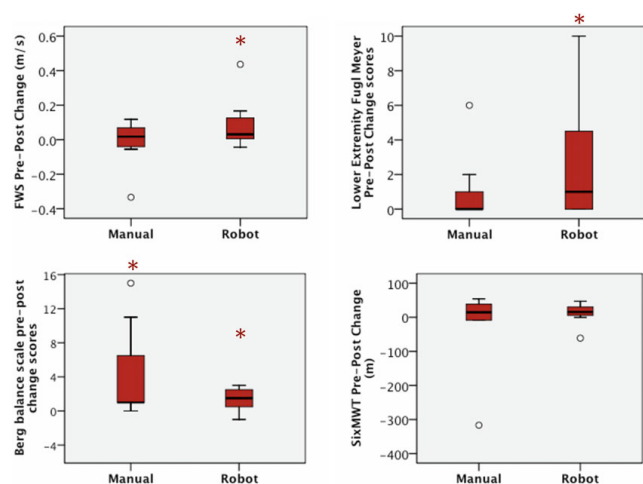 FWS Pre-Post Change (m/s)
0.6
0.4
0.2
0.0
-0.2
-0.4
*
Manual
Robot
Lower Extremity Fugl Meyer
Pre-Post Change scores
10
8
6
4
2
0
*
Manual
Robot
Berg balance scale pre-post
change scores
16
12
8
4
0
-4
*
*
Manual
Robot
SixMWT Pre-Post Change
(m)
100
0
-100
-200
-300
-400
Manual
Robot